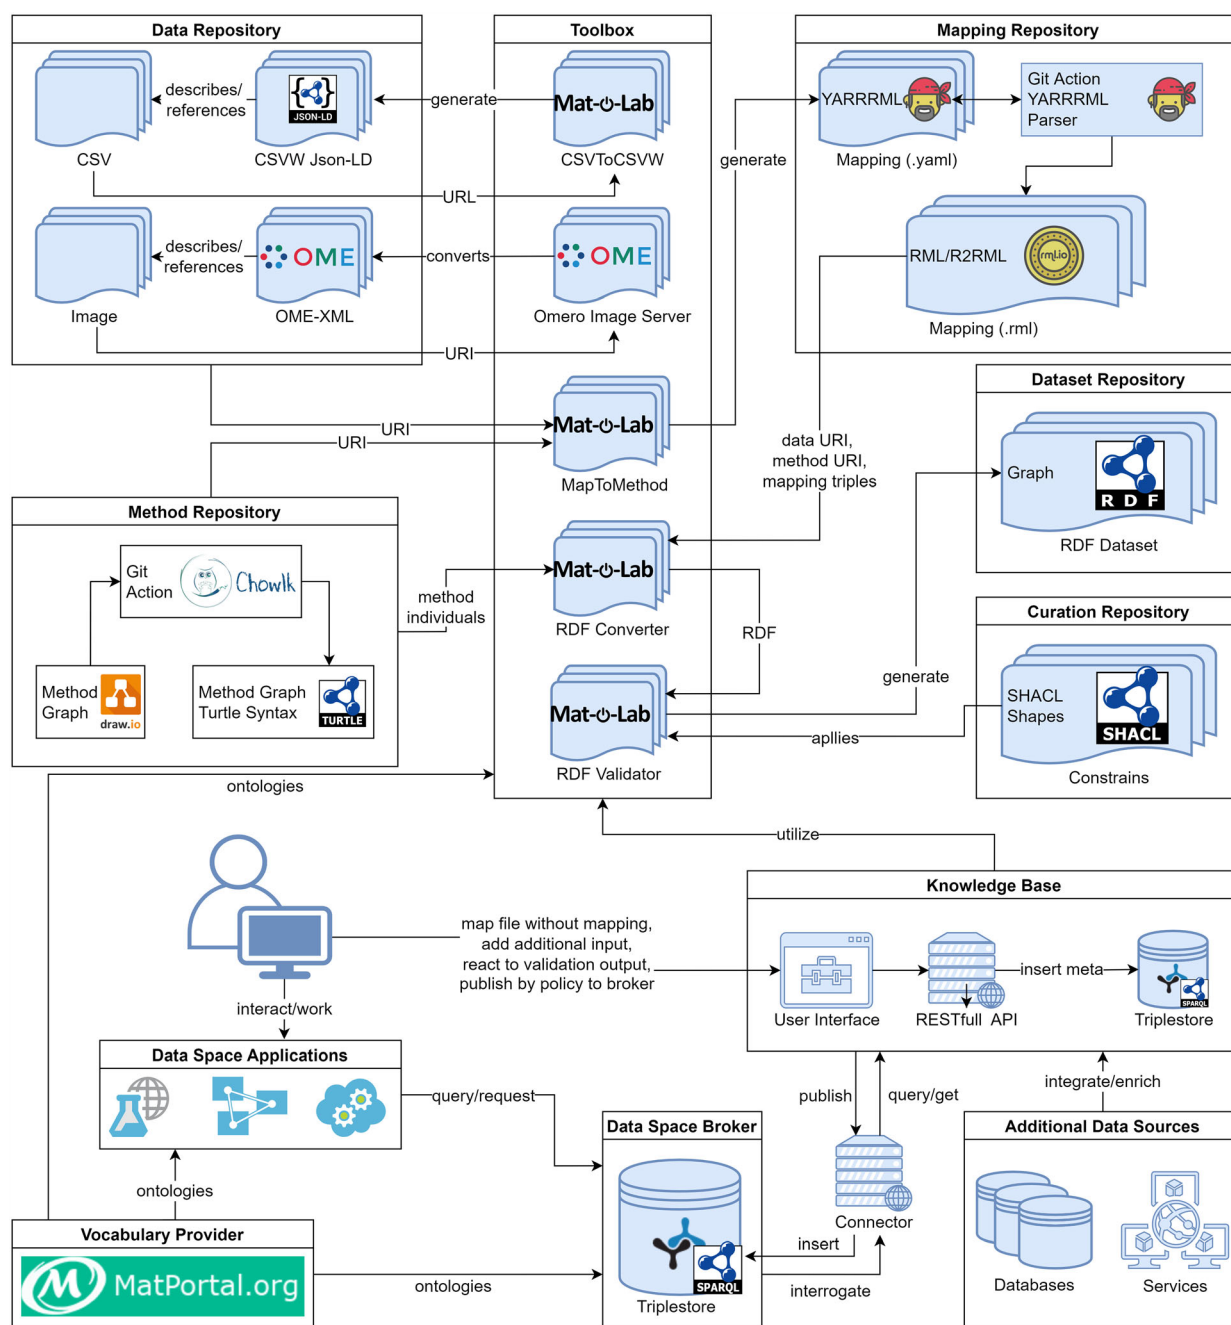 Data Repository
CSV
describes/
references
JSON-LD
CSVW Json-LD
generate
URL
Image
describes/
references
OME
OME-XML
converts
URI
Toolbox
Mat-o-Lab
CSVToCSVW
OME
Omero Image Server
URI
URI
Mat-o-Lab
MapToMethod
Mat-o-Lab
RDF Converter
RDF
Mat-o-Lab
RDF Validator
generate
Mapping Repository
YARRRML
Mapping (.yaml)
Git Action
YARRRML
Parser
RML/R2RML
rml.io
Mapping (.rml)
data URI,
method URI,
mapping triples
Dataset Repository
Graph
RDF
RDF Dataset
generate
Curation Repository
SHACL
Shapes
SHACL
Constrains
apllies
Method Repository
Git
Action
Chowlk
Method
Graph
draw.io
Method Graph
Turtle Syntax
TURTLE
method
individuals
ontologies
utilize
map file without mapping,
add additional input,
react to validation output,
publish by policy to broker
interact/work
Knowledge Base
User Interface
RESTfull API
insert meta
SPARQL
Triplestore
Data Space Applications
query/request
ontologies
publish
query/get
integrate/enrich
Data Space Broker
SPARQL
Triplestore
Connector
insert
interrogate
Additional Data Sources
Databases
Services
Vocabulary Provider
M
MatPortal.org
ontologies